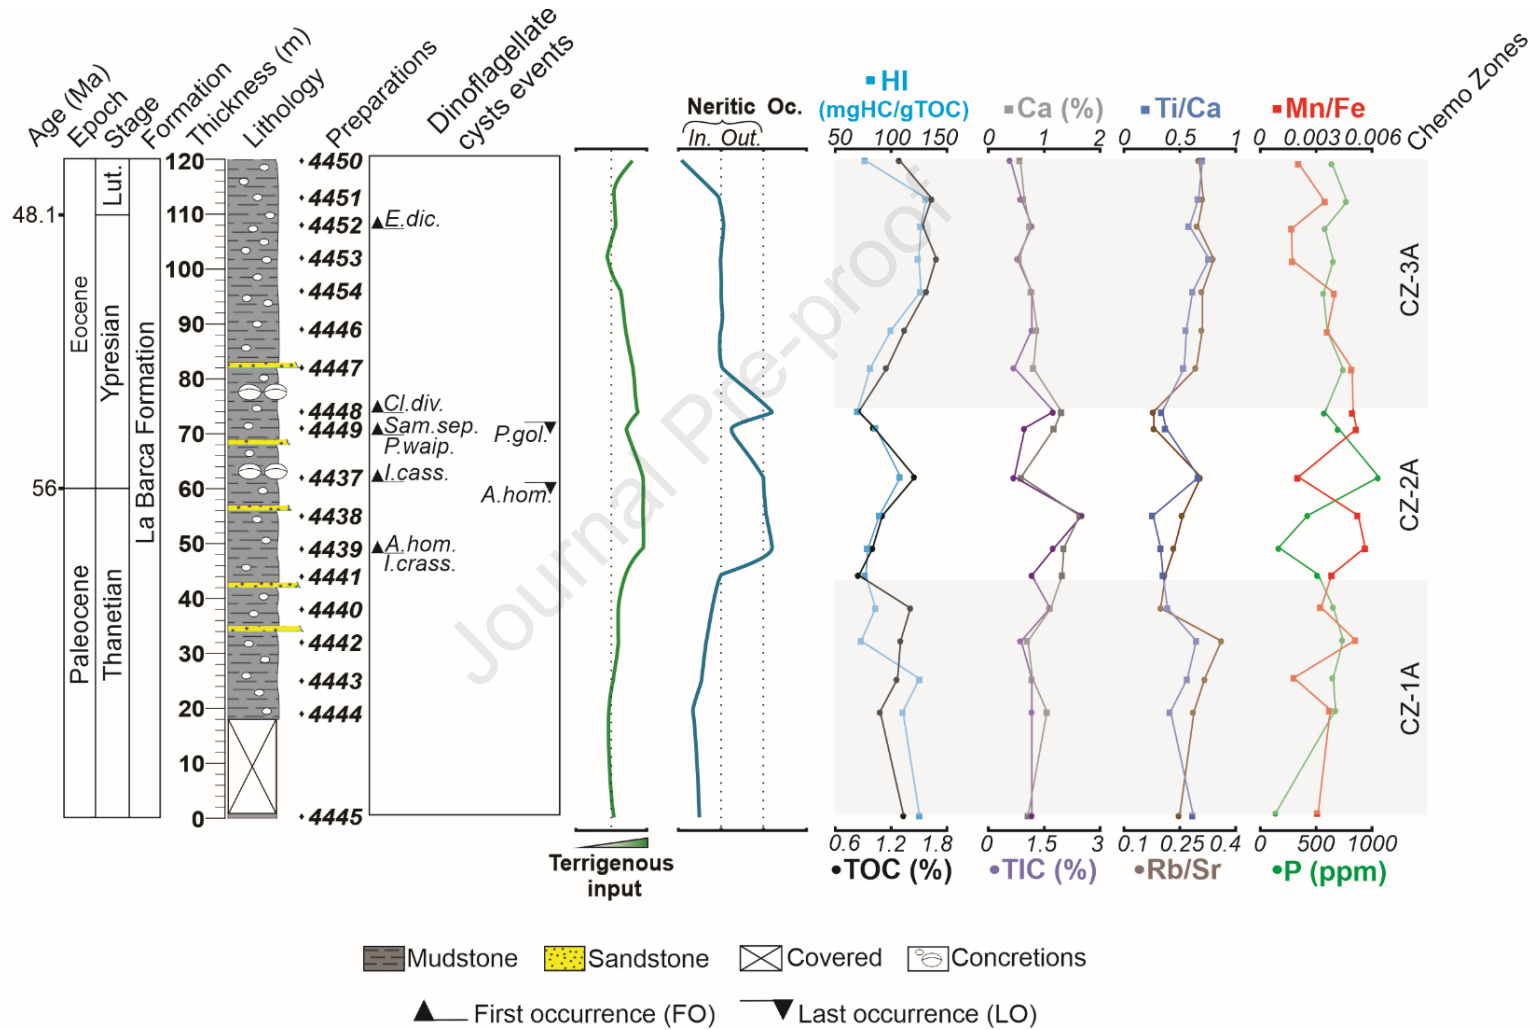 Age (Ma)
Epoch
Stage
Formation
Thickness (m)
Lithology
Preparations
Dinoflagellate
cysts events
Neritic Oc.
In. Out.
HI
(mgHC/gTOC)
50 100 150
Ca (%)
0 1 2
Ti/Ca
0 0.5 1
Mn/Fe
0 0.003 0.006
Chemo Zones
48.1
56
Eocene
Paleocene
Lut.
Ypresian
Thanetian
La Barca Formation
120
110
100
90
80
70
60
50
40
30
20
10
0
4450
4451
4452
4453
4454
4446
4447
4448
4449
4437
4438
4439
4441
4440
4442
4443
4444
4445
E.dic.
Cl.div.
Sam.sep.
P.waip.
P.gol.
I.cass.
A.hom.
A.hom.
I.crass.
Journal Pre-proof
CZ-3A
CZ-2A
CZ-1A
Terrigenous
input
0.6 1.2 1.8
TOC (%)
0 1.5 3
TIC (%)
0.1 0.25 0.4
Rb/Sr
0 500 1000
P (ppm)
Mudstone
Sandstone
Covered
Concretions
First occurrence (FO)
Last occurrence (LO)